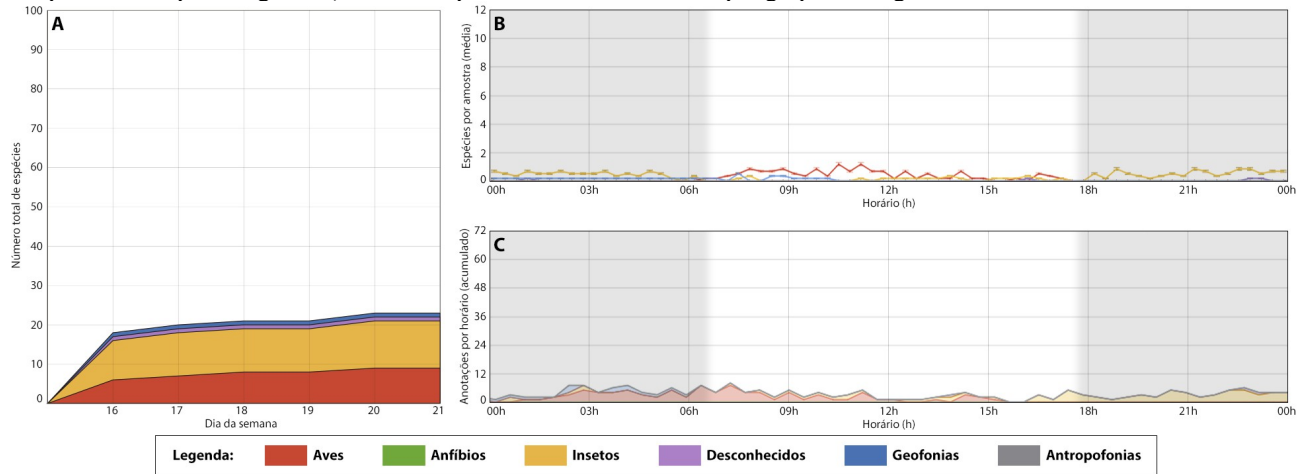 A
100
90
80
70
60
50
40
30
20
10
0
Número total de espécies
16 17 18 19 20 21
Dia da semana
B
12
10
8
6
4
2
0
Espécies por amostra (média)
00h 03h 06h 09h 12h 15h 18h 21h 00h
Horário (h)
C
72
60
48
36
24
12
0
Anotações por horário (acumulado)
00h 03h 06h 09h 12h 15h 18h 21h 00h
Horário (h)
Legenda: Aves Anfíbios Insetos Desconhecidos Geofonias Antropofonias